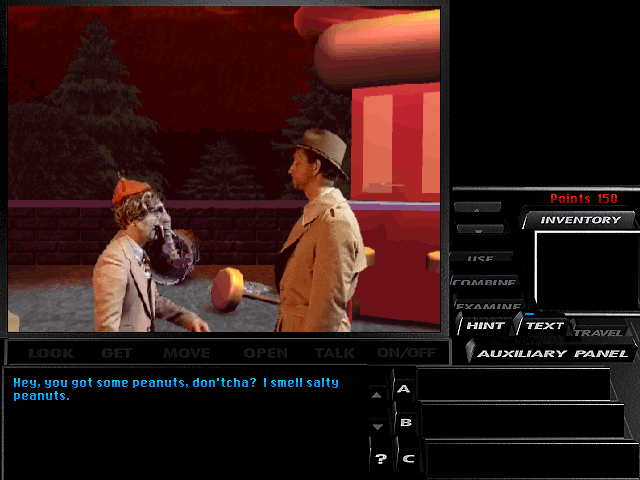 Points 150
INVENTORY
USE
COMBINE
EXAMINE
HINT TEXT TRAVEL
LOOK GET MOVE OPEN TALK ON/OFF
AUXILIARY PANEL
Hey, you got some peanuts, don'tcha? I smell salty
peanuts.
A
B
? C